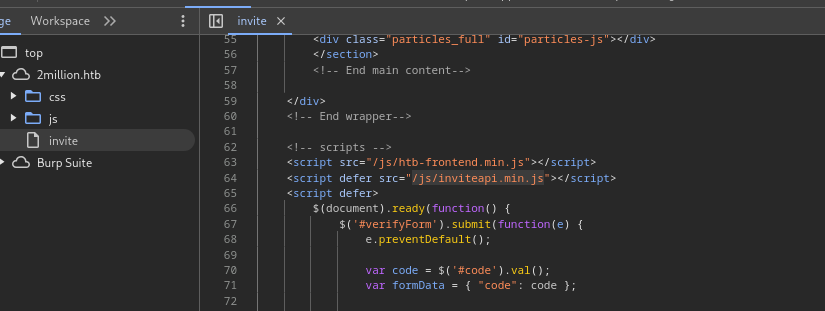 ge Workspace
top
2million.htb
css
js
invite
Burp Suite
invite
55 <div class="particles_full" id="particles-js"></div>
56 </section>
57 <!-- End main content-->
58
59 </div>
60 <!-- End wrapper-->
61
62 <!-- scripts -->
63 <script src="/js/htb-frontend.min.js"></script>
64 <script defer src="/js/inviteapi.min.js"></script>
65 <script defer>
66 $(document).ready(function() {
67 $('#verifyForm').submit(function(e) {
68 e.preventDefault();
69
70 var code = $('#code').val();
71 var formData = { "code": code };
72